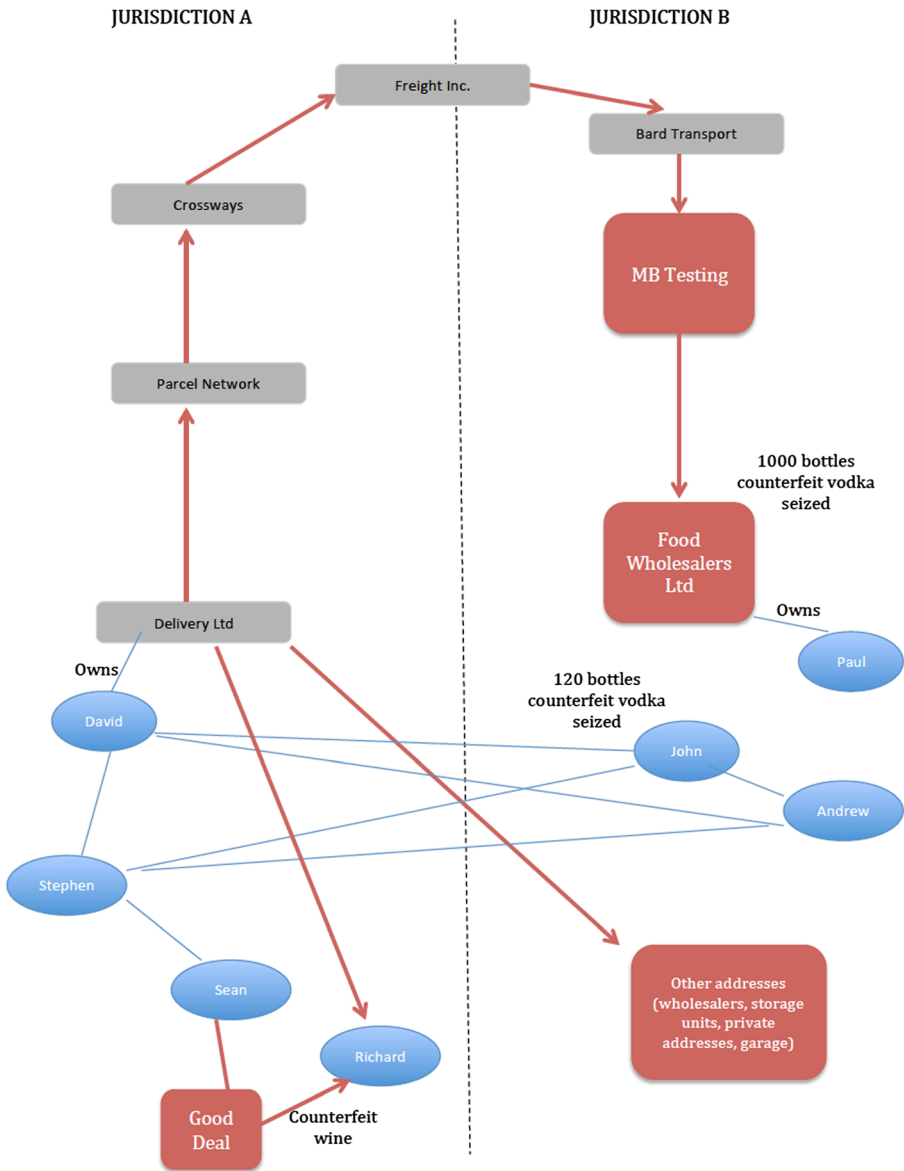 JURISDICTION A
JURISDICTION B
Freight Inc.
Bard Transport
Crossways
MB Testing
Parcel Network
1000 bottles
counterfeit vodka
seized
Food
Wholesalers
Ltd
Delivery Ltd
Owns
Paul
Owns
David
120 bottles
counterfeit vodka
seized
John
Andrew
Stephen
Sean
Other addresses
(wholesalers, storage
units, private
addresses, garage)
Richard
Good
Deal
Counterfeit
wine